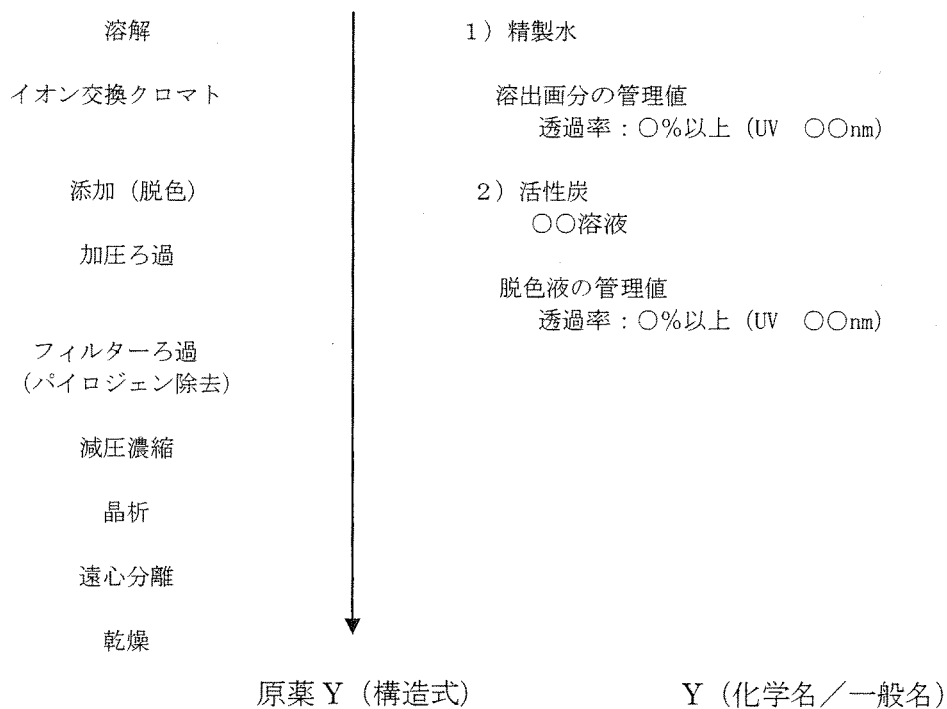 溶解
1）精製水
イオン交換クロマト
溶出画分の管理値
透過率：○％以上（UV　○○nm）
添加（脱色）
2）活性炭
○○溶液
加圧ろ過
脱色液の管理値
透過率：○％以上（UV　○○nm）
フィルターろ過
（パイロジェン除去）
減圧濃縮
晶析
遠心分離
乾燥
原薬 Y（構造式）
Y（化学名／一般名）